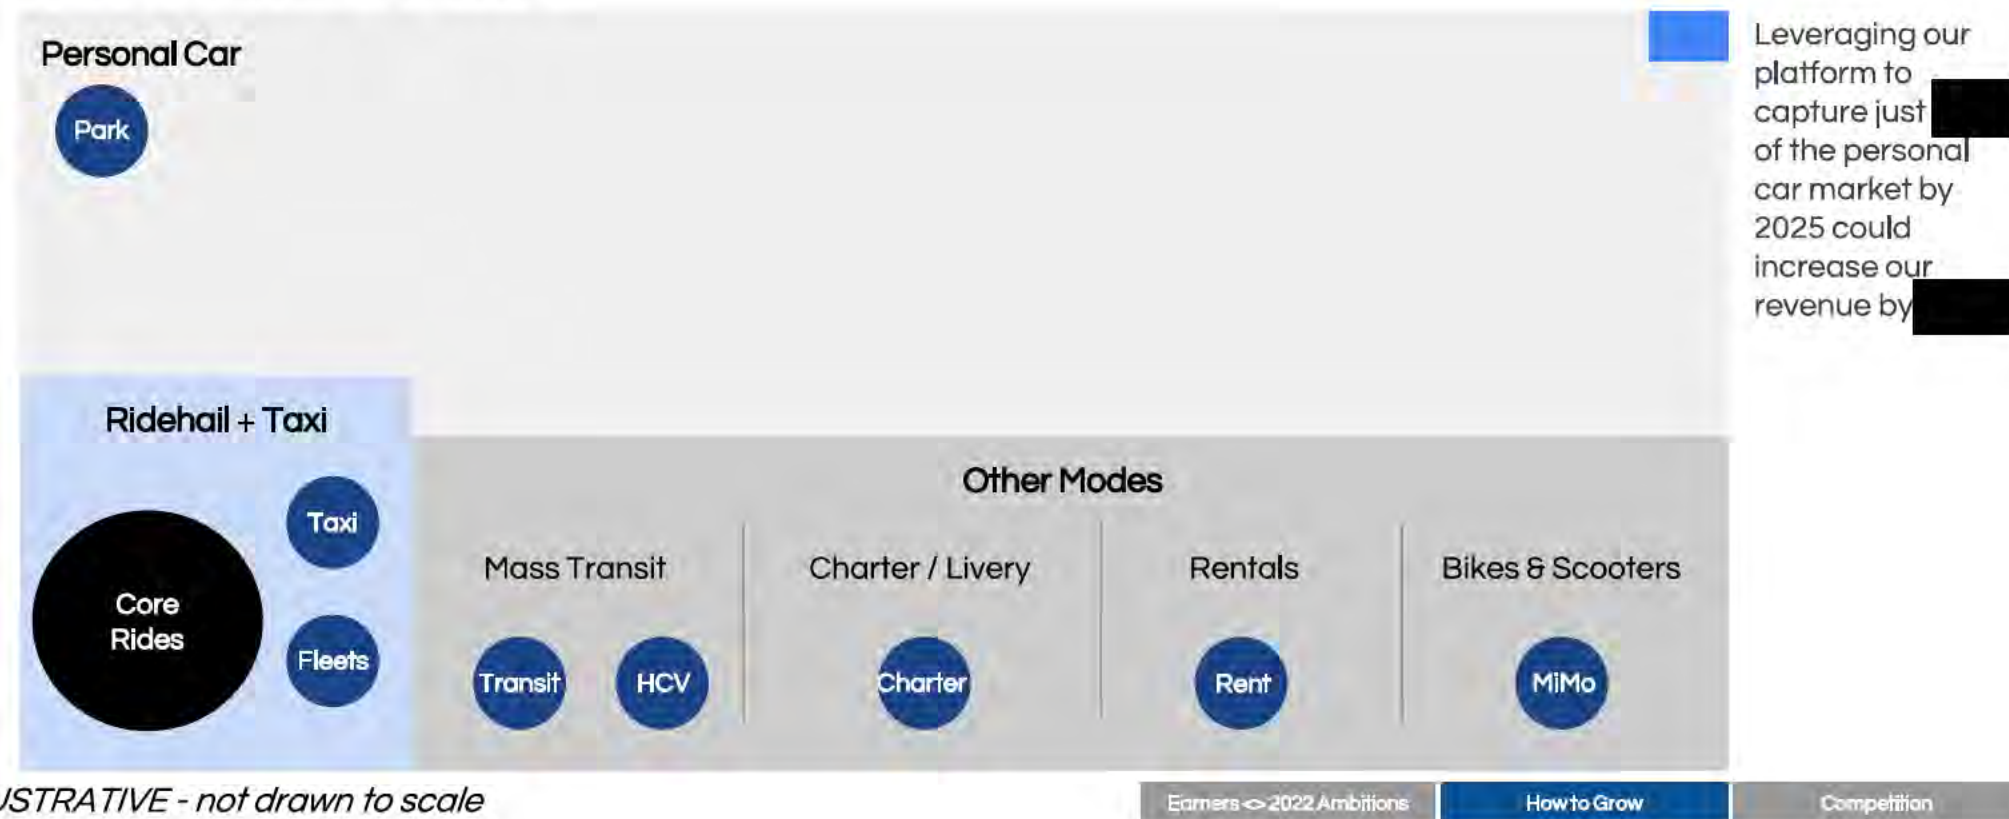 Personal Car
Park
Leveraging our
platform to
capture just
of the personal
car market by
2025 could
increase our
revenue by
Ridehail + Taxi
Taxi
Core
Rides
Fleets
Other Modes
Mass Transit
Charter / Livery
Rentals
Bikes & Scooters
Transit
HCV
Charter
Rent
MiMo
USTRATIVE - not drawn to scale
Earners <> 2022 Ambitions
How to Grow
Competition